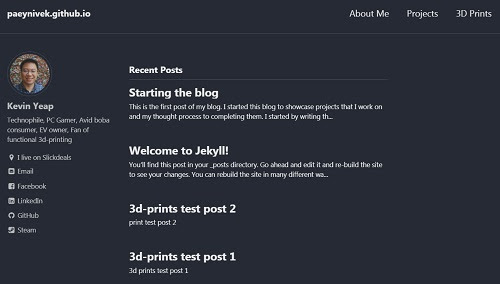 paeynivek.github.io
About Me
Projects
3D Prints
Kevin Yeap
Technophile, PC Gamer, Avid boba
consumer, EV owner, Fan of
functional 3d-printing
I live on Slickdeals
Email
Facebook
LinkedIn
GitHub
Steam
Recent Posts
Starting the blog
This is the first post of my blog. I started this blog to showcase projects that I work on
and my thought process to completing them. I started by writing th...
Welcome to Jekyll!
You'll find this post in your _posts directory. Go ahead and edit it and re-build the site
to see your changes. You can rebuild the site in many different wa...
3d-prints test post 2
print test post 2
3d-prints test post 1
3d prints test post 1